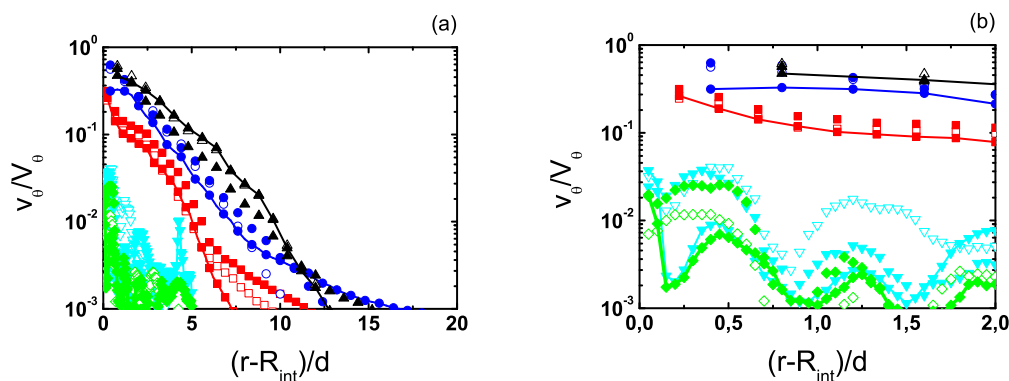 (a)
10⁰
10⁻¹
10⁻²
10⁻³
v_θ/V_θ
0 5 10 15 20
(r-R_int)/d
(b)
10⁰
10⁻¹
10⁻²
10⁻³
v_θ/V_θ
0,0 0,5 1,0 1,5 2,0
(r-R_int)/d